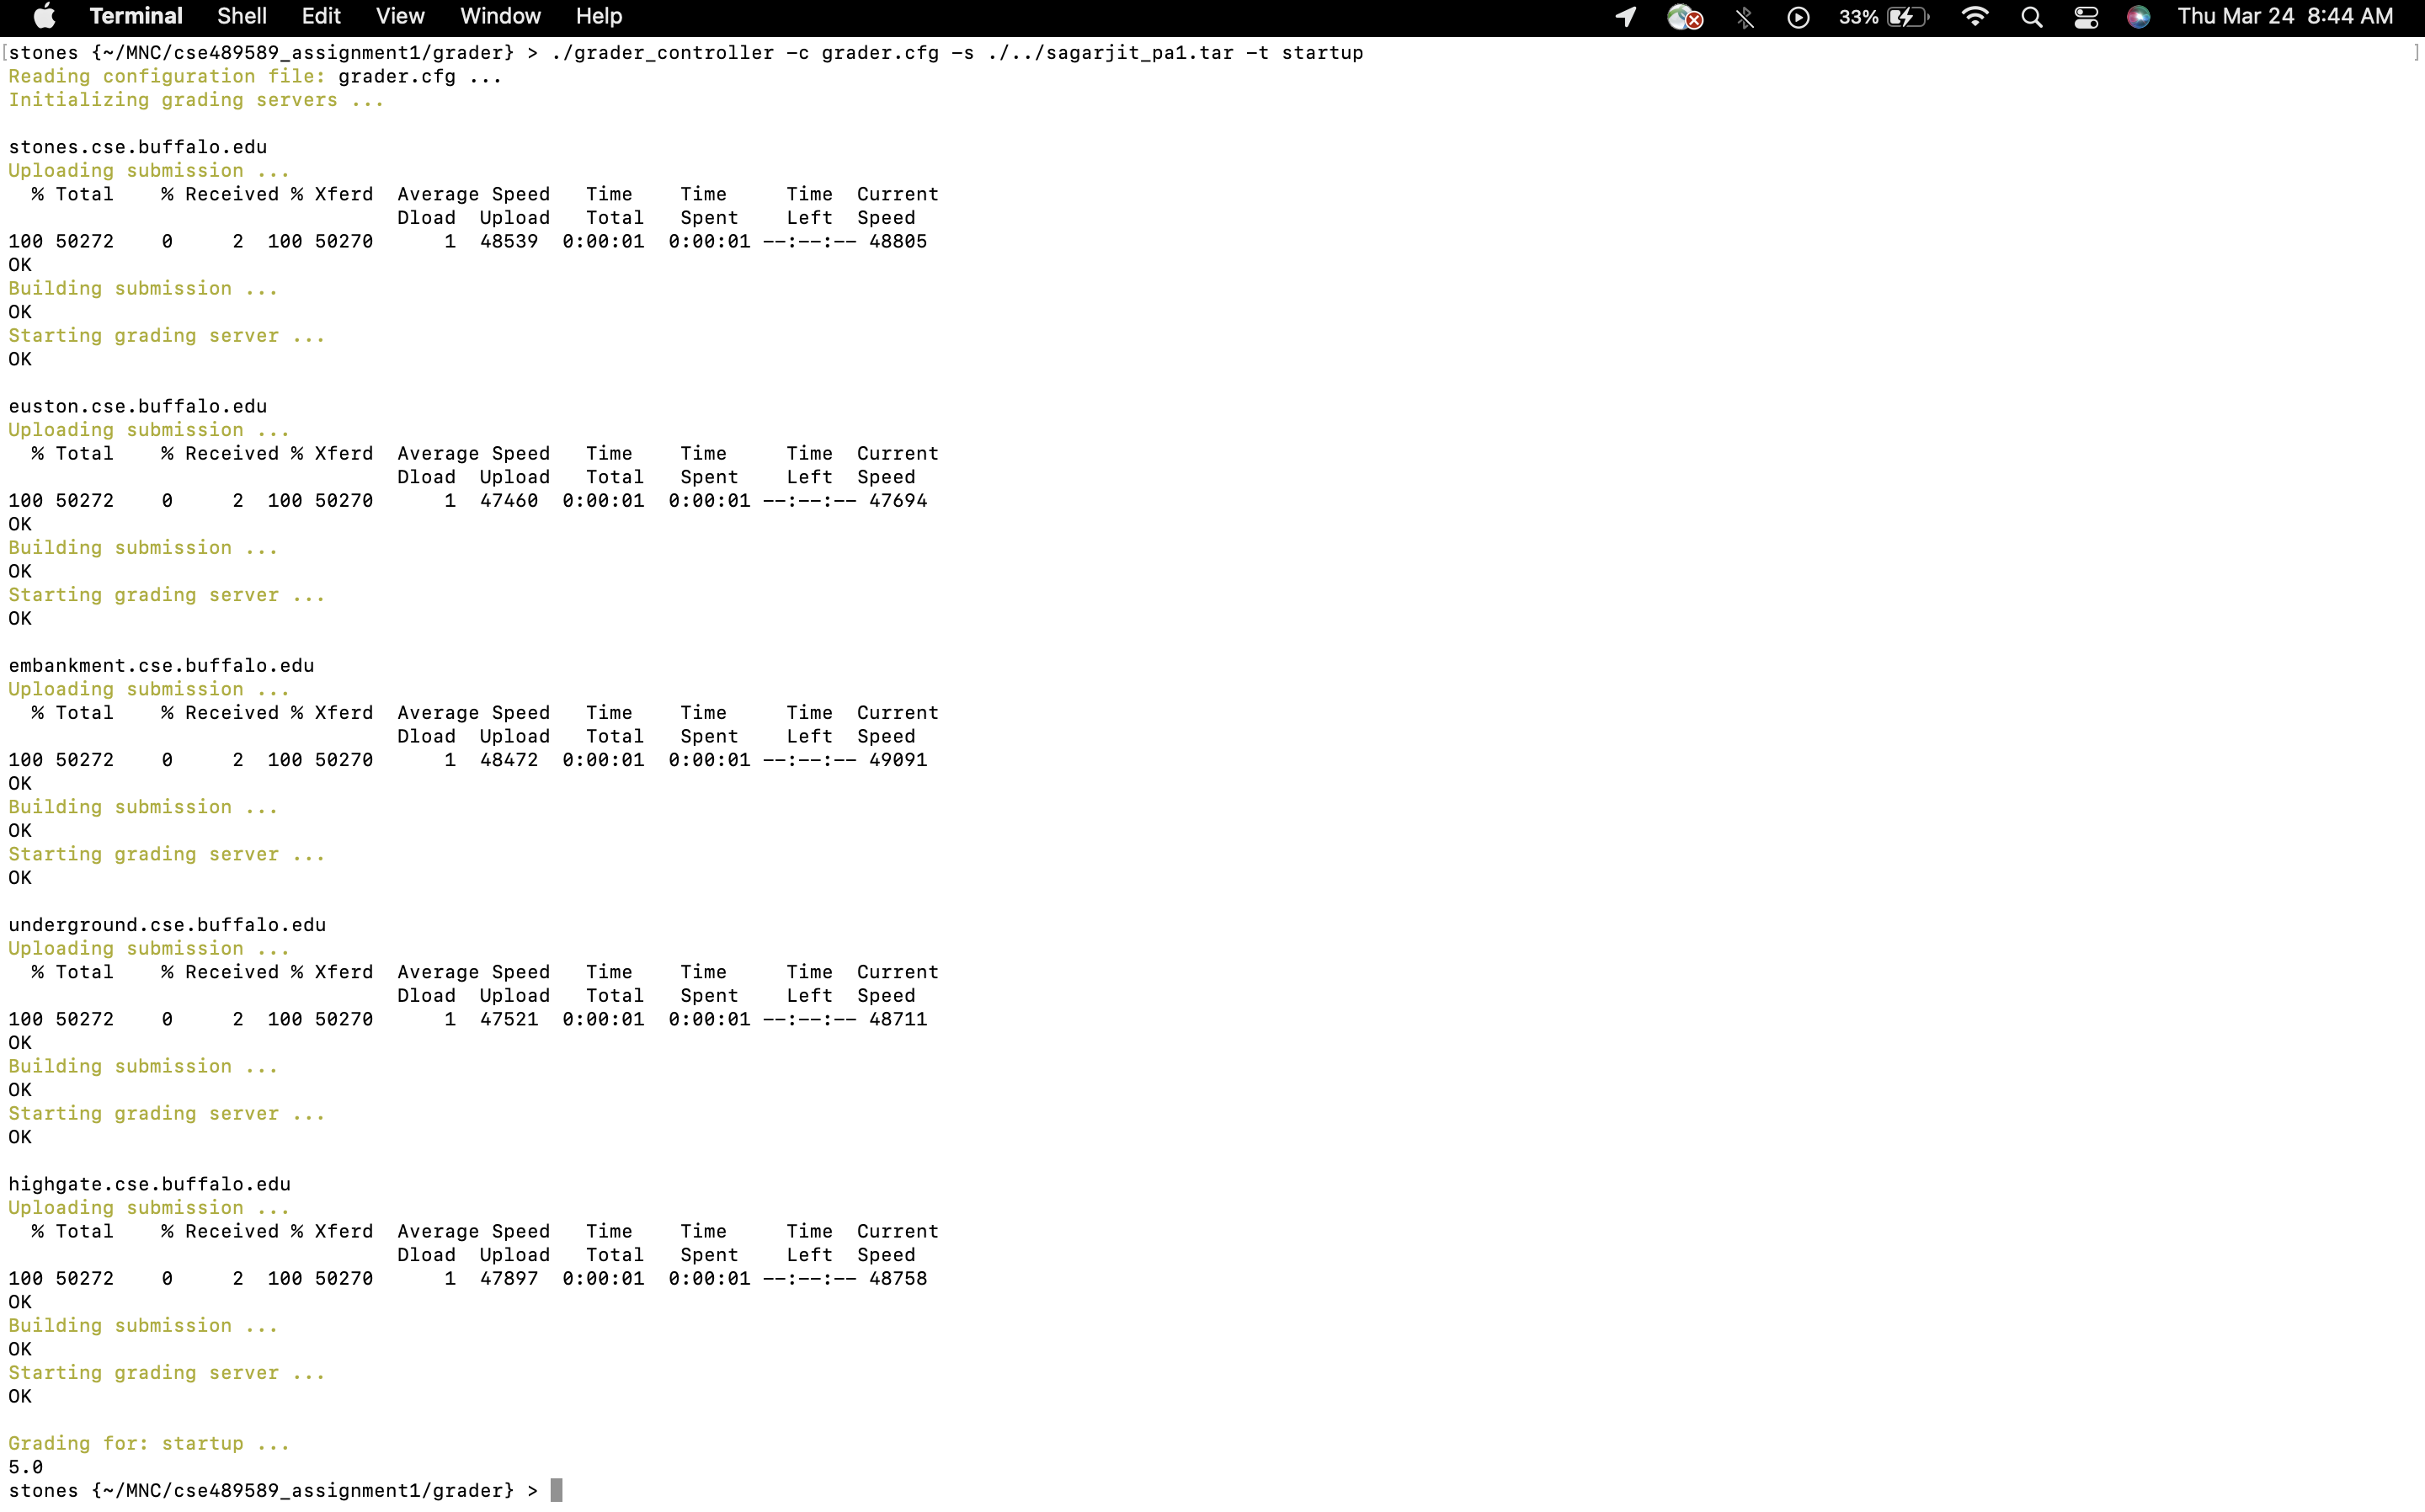 Terminal Shell Edit View Window Help 33% Thu Mar 24 8:44 AM
[stones {~/MNC/cse489589_assignment1/grader} > ./grader_controller -c grader.cfg -s ./../sagarjit_pa1.tar -t startup ]
Reading configuration file: grader.cfg ...
Initializing grading servers ...
stones.cse.buffalo.edu
Uploading submission ...
% Total % Received % Xferd Average Speed Time Time Time Current
Dload Upload Total Spent Left Speed
100 50272 0 2 100 50270 1 48539 0:00:01 0:00:01 --:--:-- 48805
OK
Building submission ...
OK
Starting grading server ...
OK
euston.cse.buffalo.edu
Uploading submission ...
% Total % Received % Xferd Average Speed Time Time Time Current
Dload Upload Total Spent Left Speed
100 50272 0 2 100 50270 1 47460 0:00:01 0:00:01 --:--:-- 47694
OK
Building submission ...
OK
Starting grading server ...
OK
embankment.cse.buffalo.edu
Uploading submission ...
% Total % Received % Xferd Average Speed Time Time Time Current
Dload Upload Total Spent Left Speed
100 50272 0 2 100 50270 1 48472 0:00:01 0:00:01 --:--:-- 49091
OK
Building submission ...
OK
Starting grading server ...
OK
underground.cse.buffalo.edu
Uploading submission ...
% Total % Received % Xferd Average Speed Time Time Time Current
Dload Upload Total Spent Left Speed
100 50272 0 2 100 50270 1 47521 0:00:01 0:00:01 --:--:-- 48711
OK
Building submission ...
OK
Starting grading server ...
OK
highgate.cse.buffalo.edu
Uploading submission ...
% Total % Received % Xferd Average Speed Time Time Time Current
Dload Upload Total Spent Left Speed
100 50272 0 2 100 50270 1 47897 0:00:01 0:00:01 --:--:-- 48758
OK
Building submission ...
OK
Starting grading server ...
OK
Grading for: startup ...
5.0
stones {~/MNC/cse489589_assignment1/grader} >